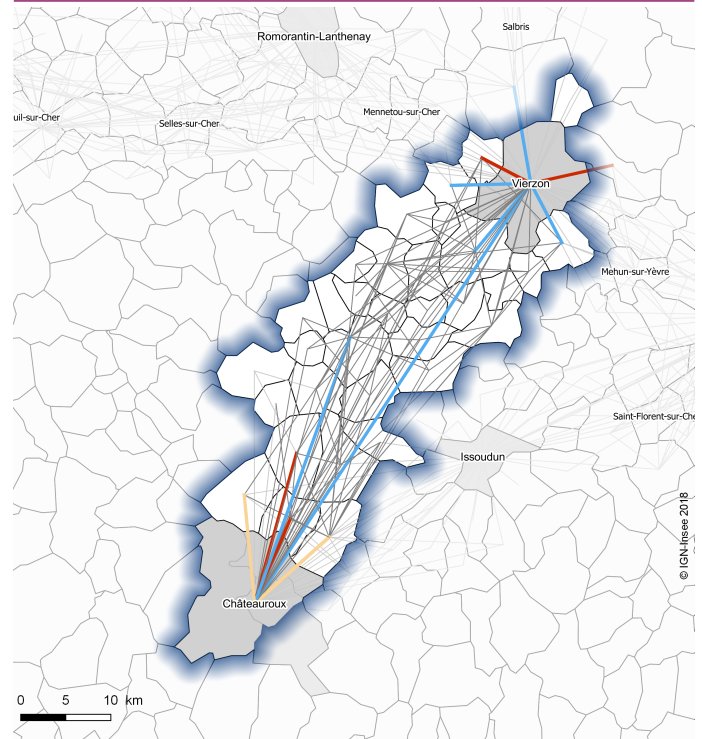 Salbris
Romorantin-Lanthenay
Mennetou-sur-Cher
uil-sur-Cher
Selles-sur-Cher
Vierzon
Mehun-sur-Yèvre
Saint-Florent-sur-Che
Issoudun
Châteauroux
© IGN-Insee 2018
0 5 10 km